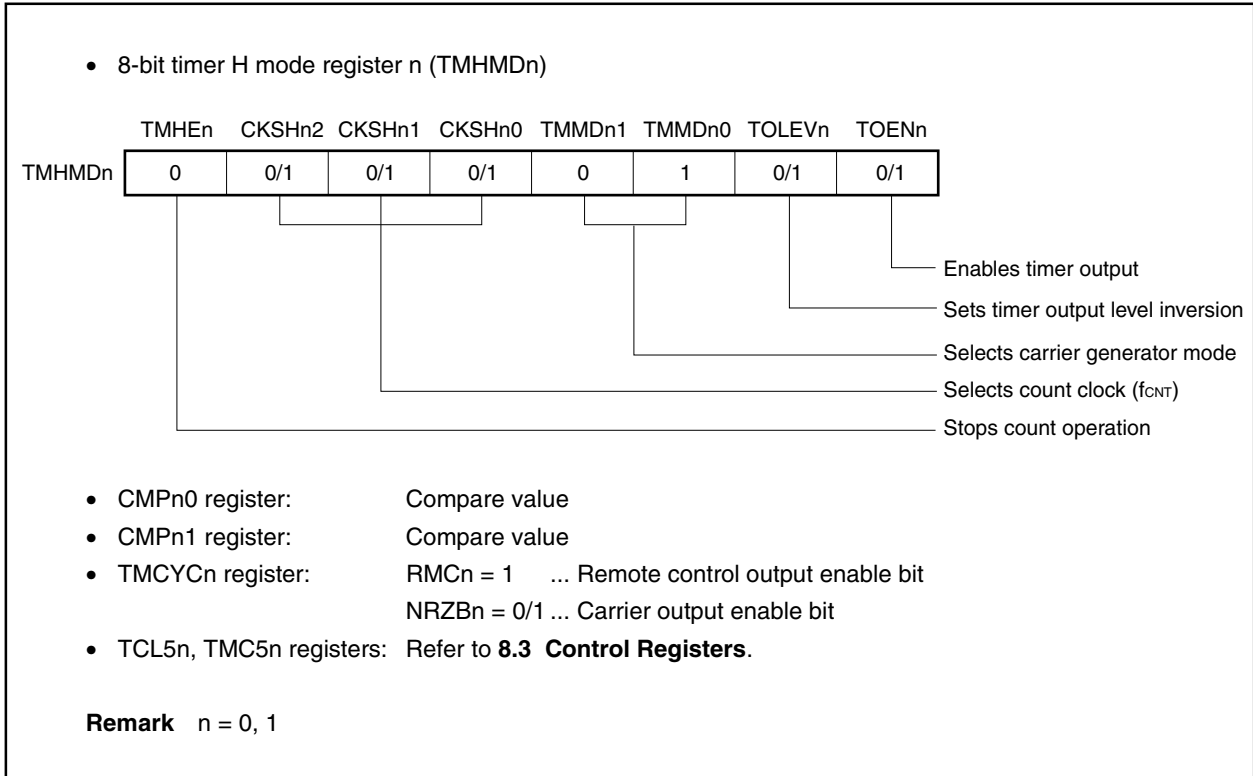 • 8-bit timer H mode register n (TMHMDn)
TMHEn CKSHn2 CKSHn1 CKSHn0 TMMDn1 TMMDn0 TOLEVn TOENn
TMHMDn 0 0/1 0/1 0/1 0 1 0/1 0/1
Enables timer output
Sets timer output level inversion
Selects carrier generator mode
Selects count clock (fCNT)
Stops count operation
• CMPn0 register: Compare value
• CMPn1 register: Compare value
• TMCYCn register: RMCn = 1 ... Remote control output enable bit
NRZBn = 0/1 ... Carrier output enable bit
• TCL5n, TMC5n registers: Refer to 8.3 Control Registers.
Remark n = 0, 1